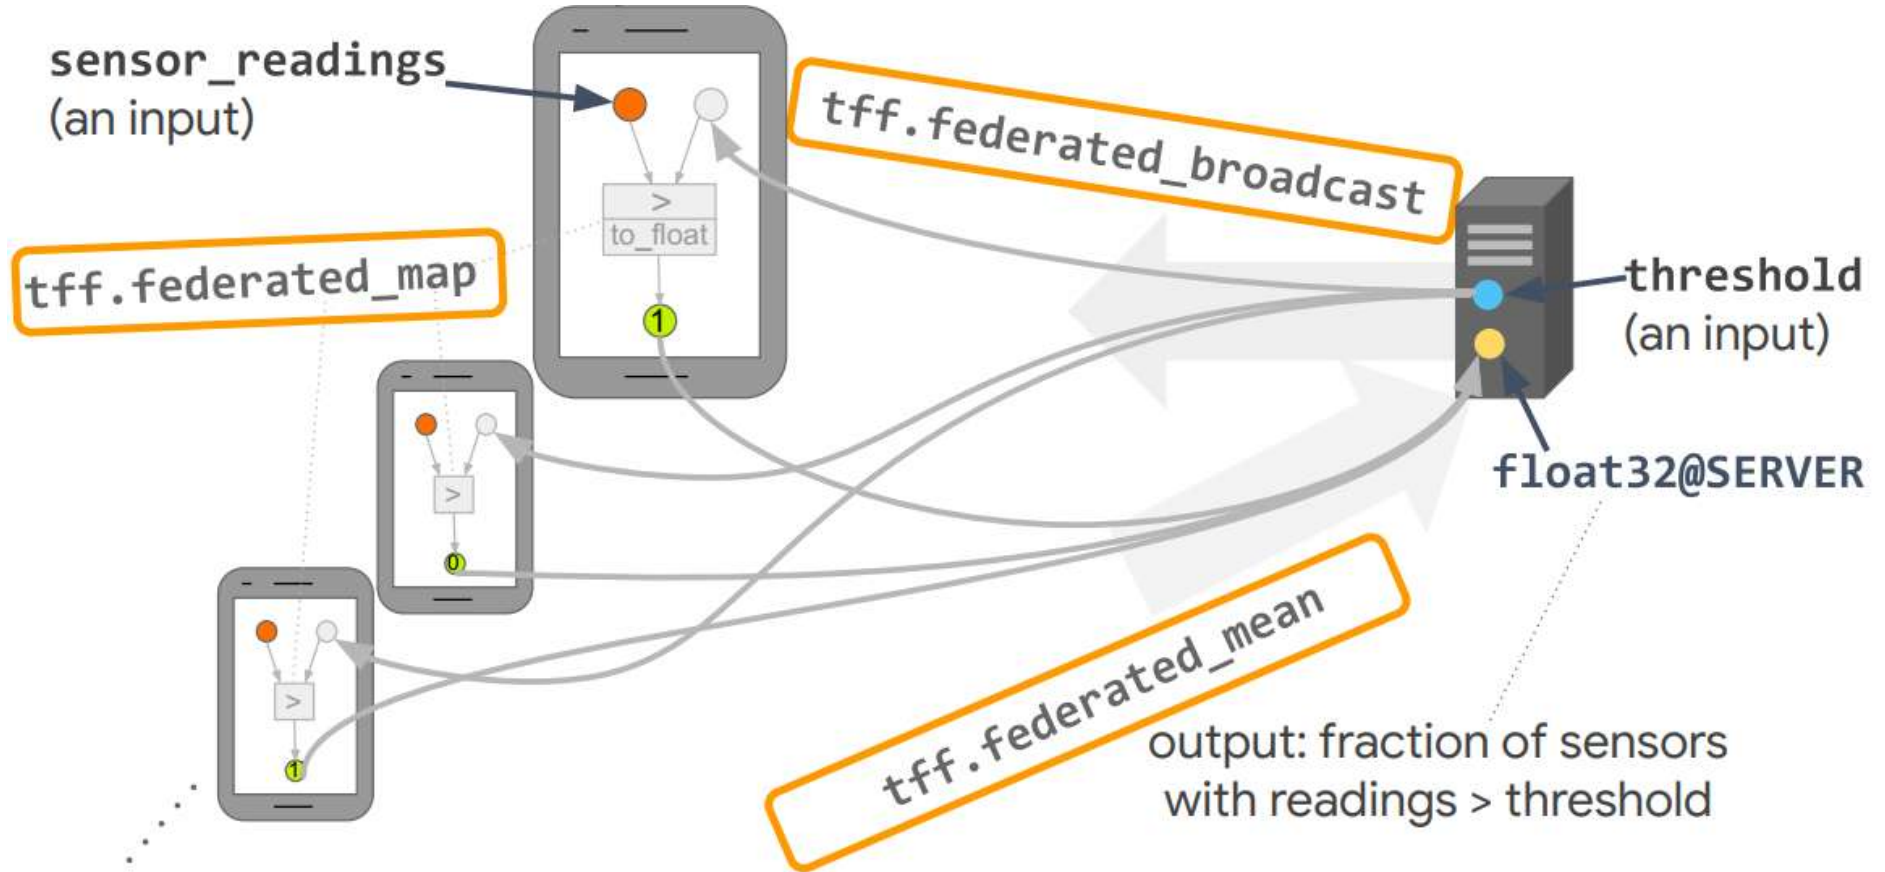 sensor_readings
(an input)
tff.federated_broadcast
>
to_float
1
tff.federated_map
threshold
(an input)
float32@SERVER
>
0
>
1
tff.federated_mean
output: fraction of sensors
with readings > threshold